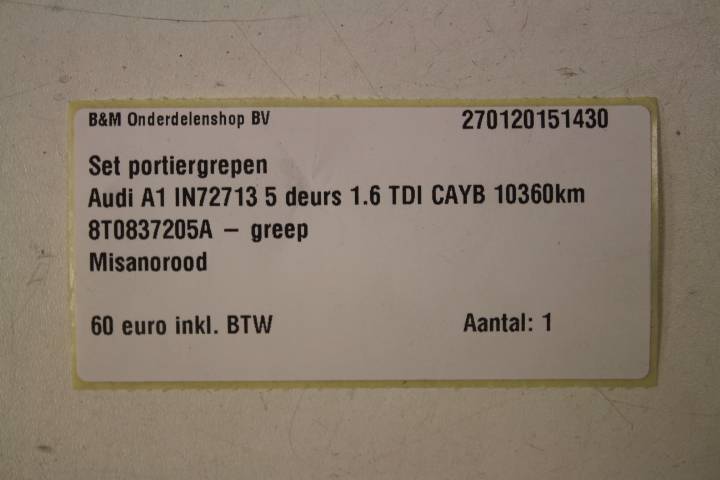 B&M Onderdelenshop BV 270120151430
Set portiergrepen
Audi A1 IN72713 5 deurs 1.6 TDI CAYB 10360km
8T0837205A – greep
Misanorood
60 euro inkl. BTW Aantal: 1